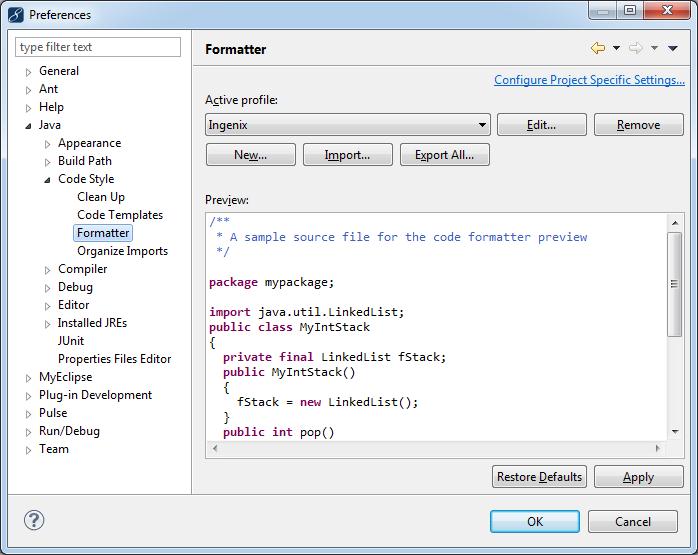 Preferences
type filter text
General
Ant
Help
Java
Appearance
Build Path
Code Style
Clean Up
Code Templates
Formatter
Organize Imports
Compiler
Debug
Editor
Installed JREs
JUnit
Properties Files Editor
MyEclipse
Plug-in Development
Pulse
Run/Debug
Team
Formatter
Configure Project Specific Settings...
Active profile:
Ingenix
Edit...
Remove
New...
Import...
Export All...
Preview:
/**
 * A sample source file for the code formatter preview
 */
package mypackage;
import java.util.LinkedList;
public class MyIntStack
{
  private final LinkedList fStack;
  public MyIntStack()
  {
    fStack = new LinkedList();
  }
  public int pop()
Restore Defaults
Apply
?
OK
Cancel